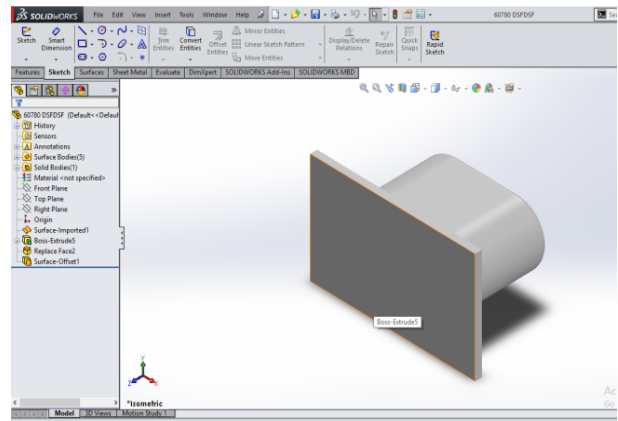 SOLIDWORKS File Edit View Insert Tools Window Help 60780 DSFDSF
Sketch Smart Dimension Trim Entities Convert Entities Offset Entities Mirror Entities Linear Sketch Pattern Move Entities Display/Delete Relations Repair Sketch Quick Snaps Rapid Sketch
Features Sketch Surfaces Sheet Metal Evaluate DimXpert SOLIDWORKS Add-Ins SOLIDWORKS MBD
60780 DSFDSF (Default<<Defaul
History
Sensors
Annotations
Surface Bodies(5)
Solid Bodies(1)
Material <not specified>
Front Plane
Top Plane
Right Plane
Origin
Surface-Imported1
Boss-Extrude5
Replace Face2
Surface-Offset1
Boss-Extrude5
Y
Z X
*Isometric
Model 3D Views Motion Study 1